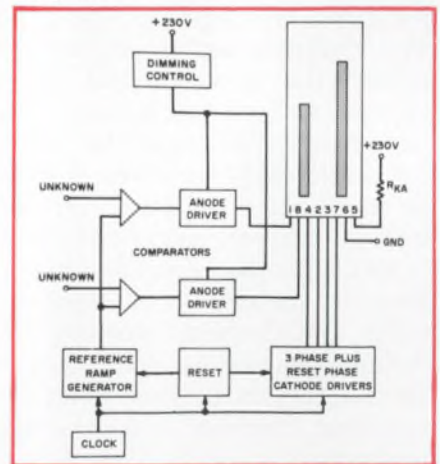 +230V
DIMMING
CONTROL
+230V
R KA
UNKNOWN
ANODE
DRIVER
1 8 4 2 3 7 6 5
GND
COMPARATORS
UNKNOWN
ANODE
DRIVER
REFERENCE
RAMP
GENERATOR
RESET
3 PHASE PLUS
RESET PHASE
CATHODE DRIVERS
CLOCK